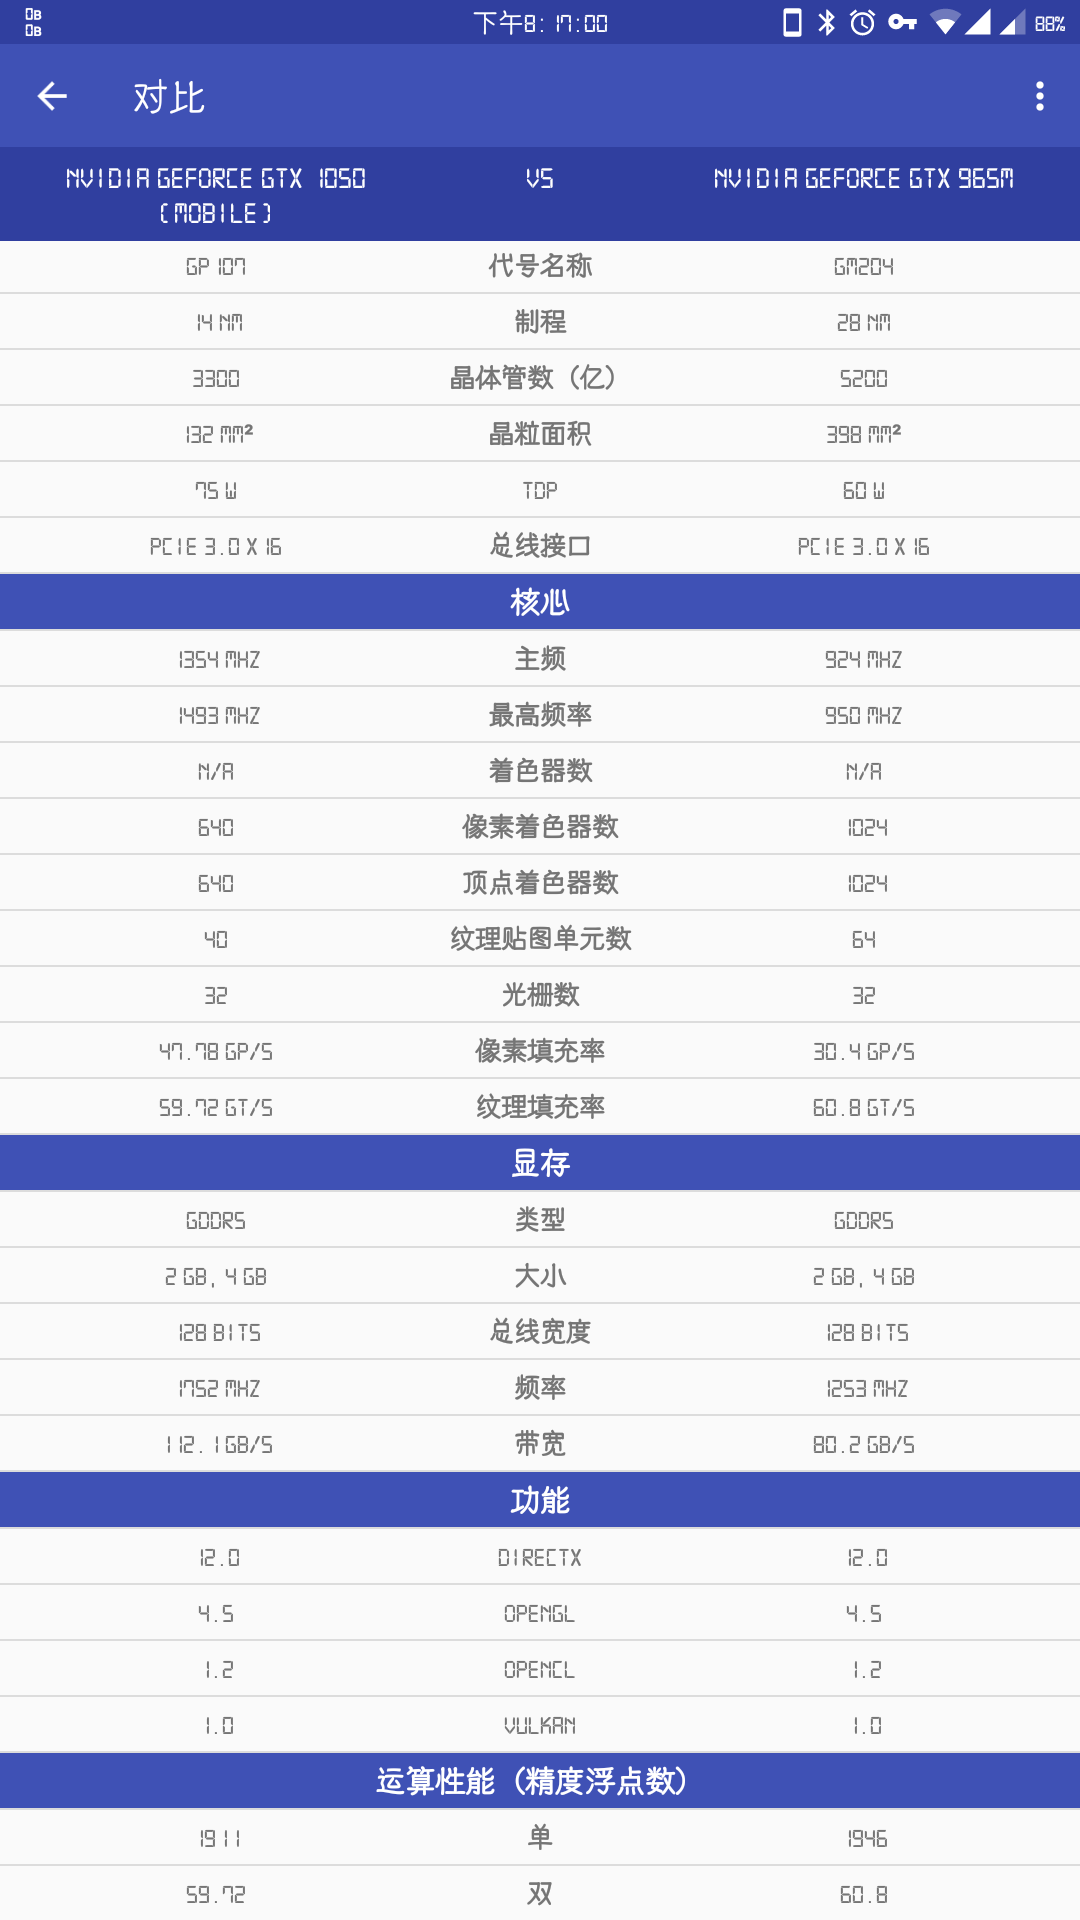 0B
0B
下午8:17:00
88%
对比
NVIDIA GEFORCE GTX 1050 (MOBILE) VS NVIDIA GEFORCE GTX 965M
GP107 代号名称 GM204
14 NM 制程 28 NM
3300 晶体管数（亿） 5200
132 MM² 晶粒面积 398 MM²
75 W TDP 60 W
PCIE 3.0 X 16 总线接口 PCIE 3.0 X 16
核心
1354 MHZ 主频 924 MHZ
1493 MHZ 最高频率 950 MHZ
N/A 着色器数 N/A
640 像素着色器数 1024
640 顶点着色器数 1024
40 纹理贴图单元数 64
32 光栅数 32
47.78 GP/S 像素填充率 30.4 GP/S
59.72 GT/S 纹理填充率 60.8 GT/S
显存
GDDR5 类型 GDDR5
2 GB, 4 GB 大小 2 GB, 4 GB
128 BITS 总线宽度 128 BITS
1752 MHZ 频率 1253 MHZ
112.1 GB/S 带宽 80.2 GB/S
功能
12.0 DIRECTX 12.0
4.5 OPENGL 4.5
1.2 OPENCL 1.2
1.0 VULKAN 1.0
运算性能（精度浮点数）
1911 单 1946
59.72 双 60.8